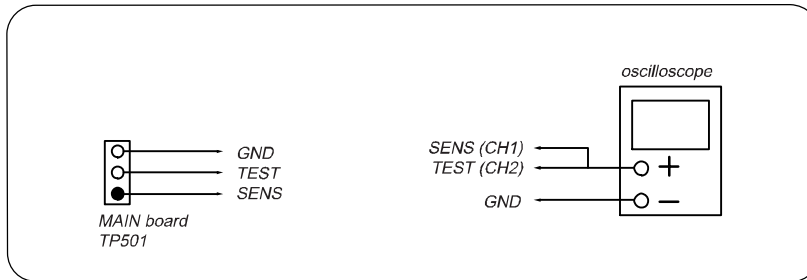 oscilloscope
GND
TEST
SENS
MAIN board
TP501
SENS (CH1)
TEST (CH2)
GND
+
−